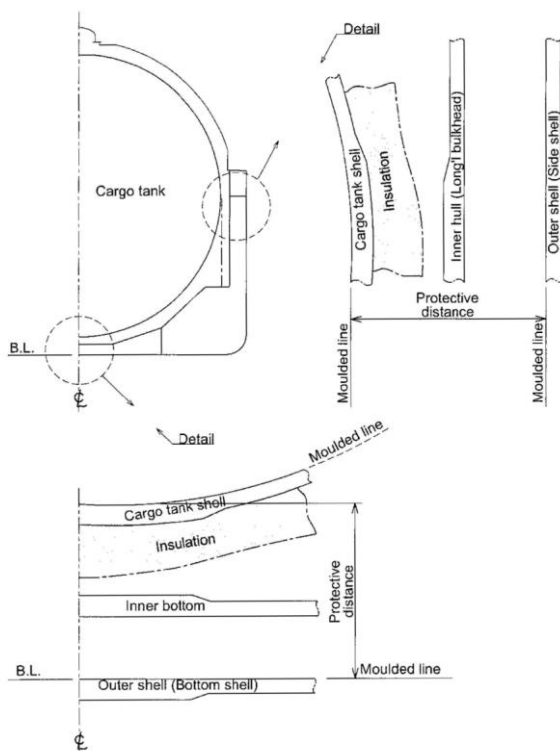 Detail
Cargo tank
B.L.
℄
Cargo tank shell
Insulation
Inner hull (Long'l bulkhead)
Outer shell (Side shell)
Protective
distance
Moulded line
Moulded line
Detail
Moulded line
Cargo tank shell
Insulation
Inner bottom
Protective
distance
B.L.
Moulded line
Outer shell (Bottom shell)
℄